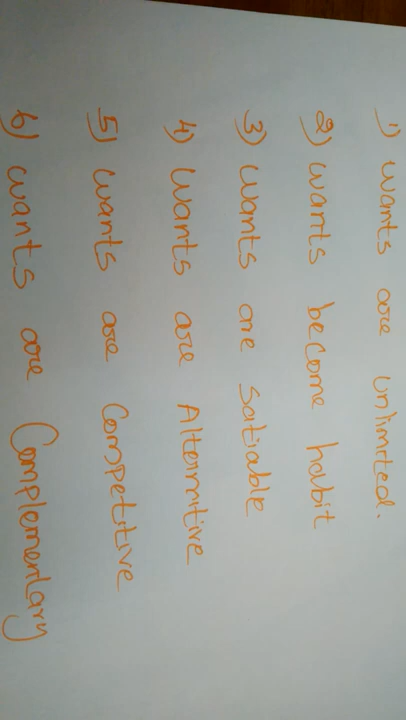 1) wants are unlimited.
2) wants become habit
3) wants are Satiable
4) wants are Alternitive
5) wants are Competitive
6) wants are Complementary